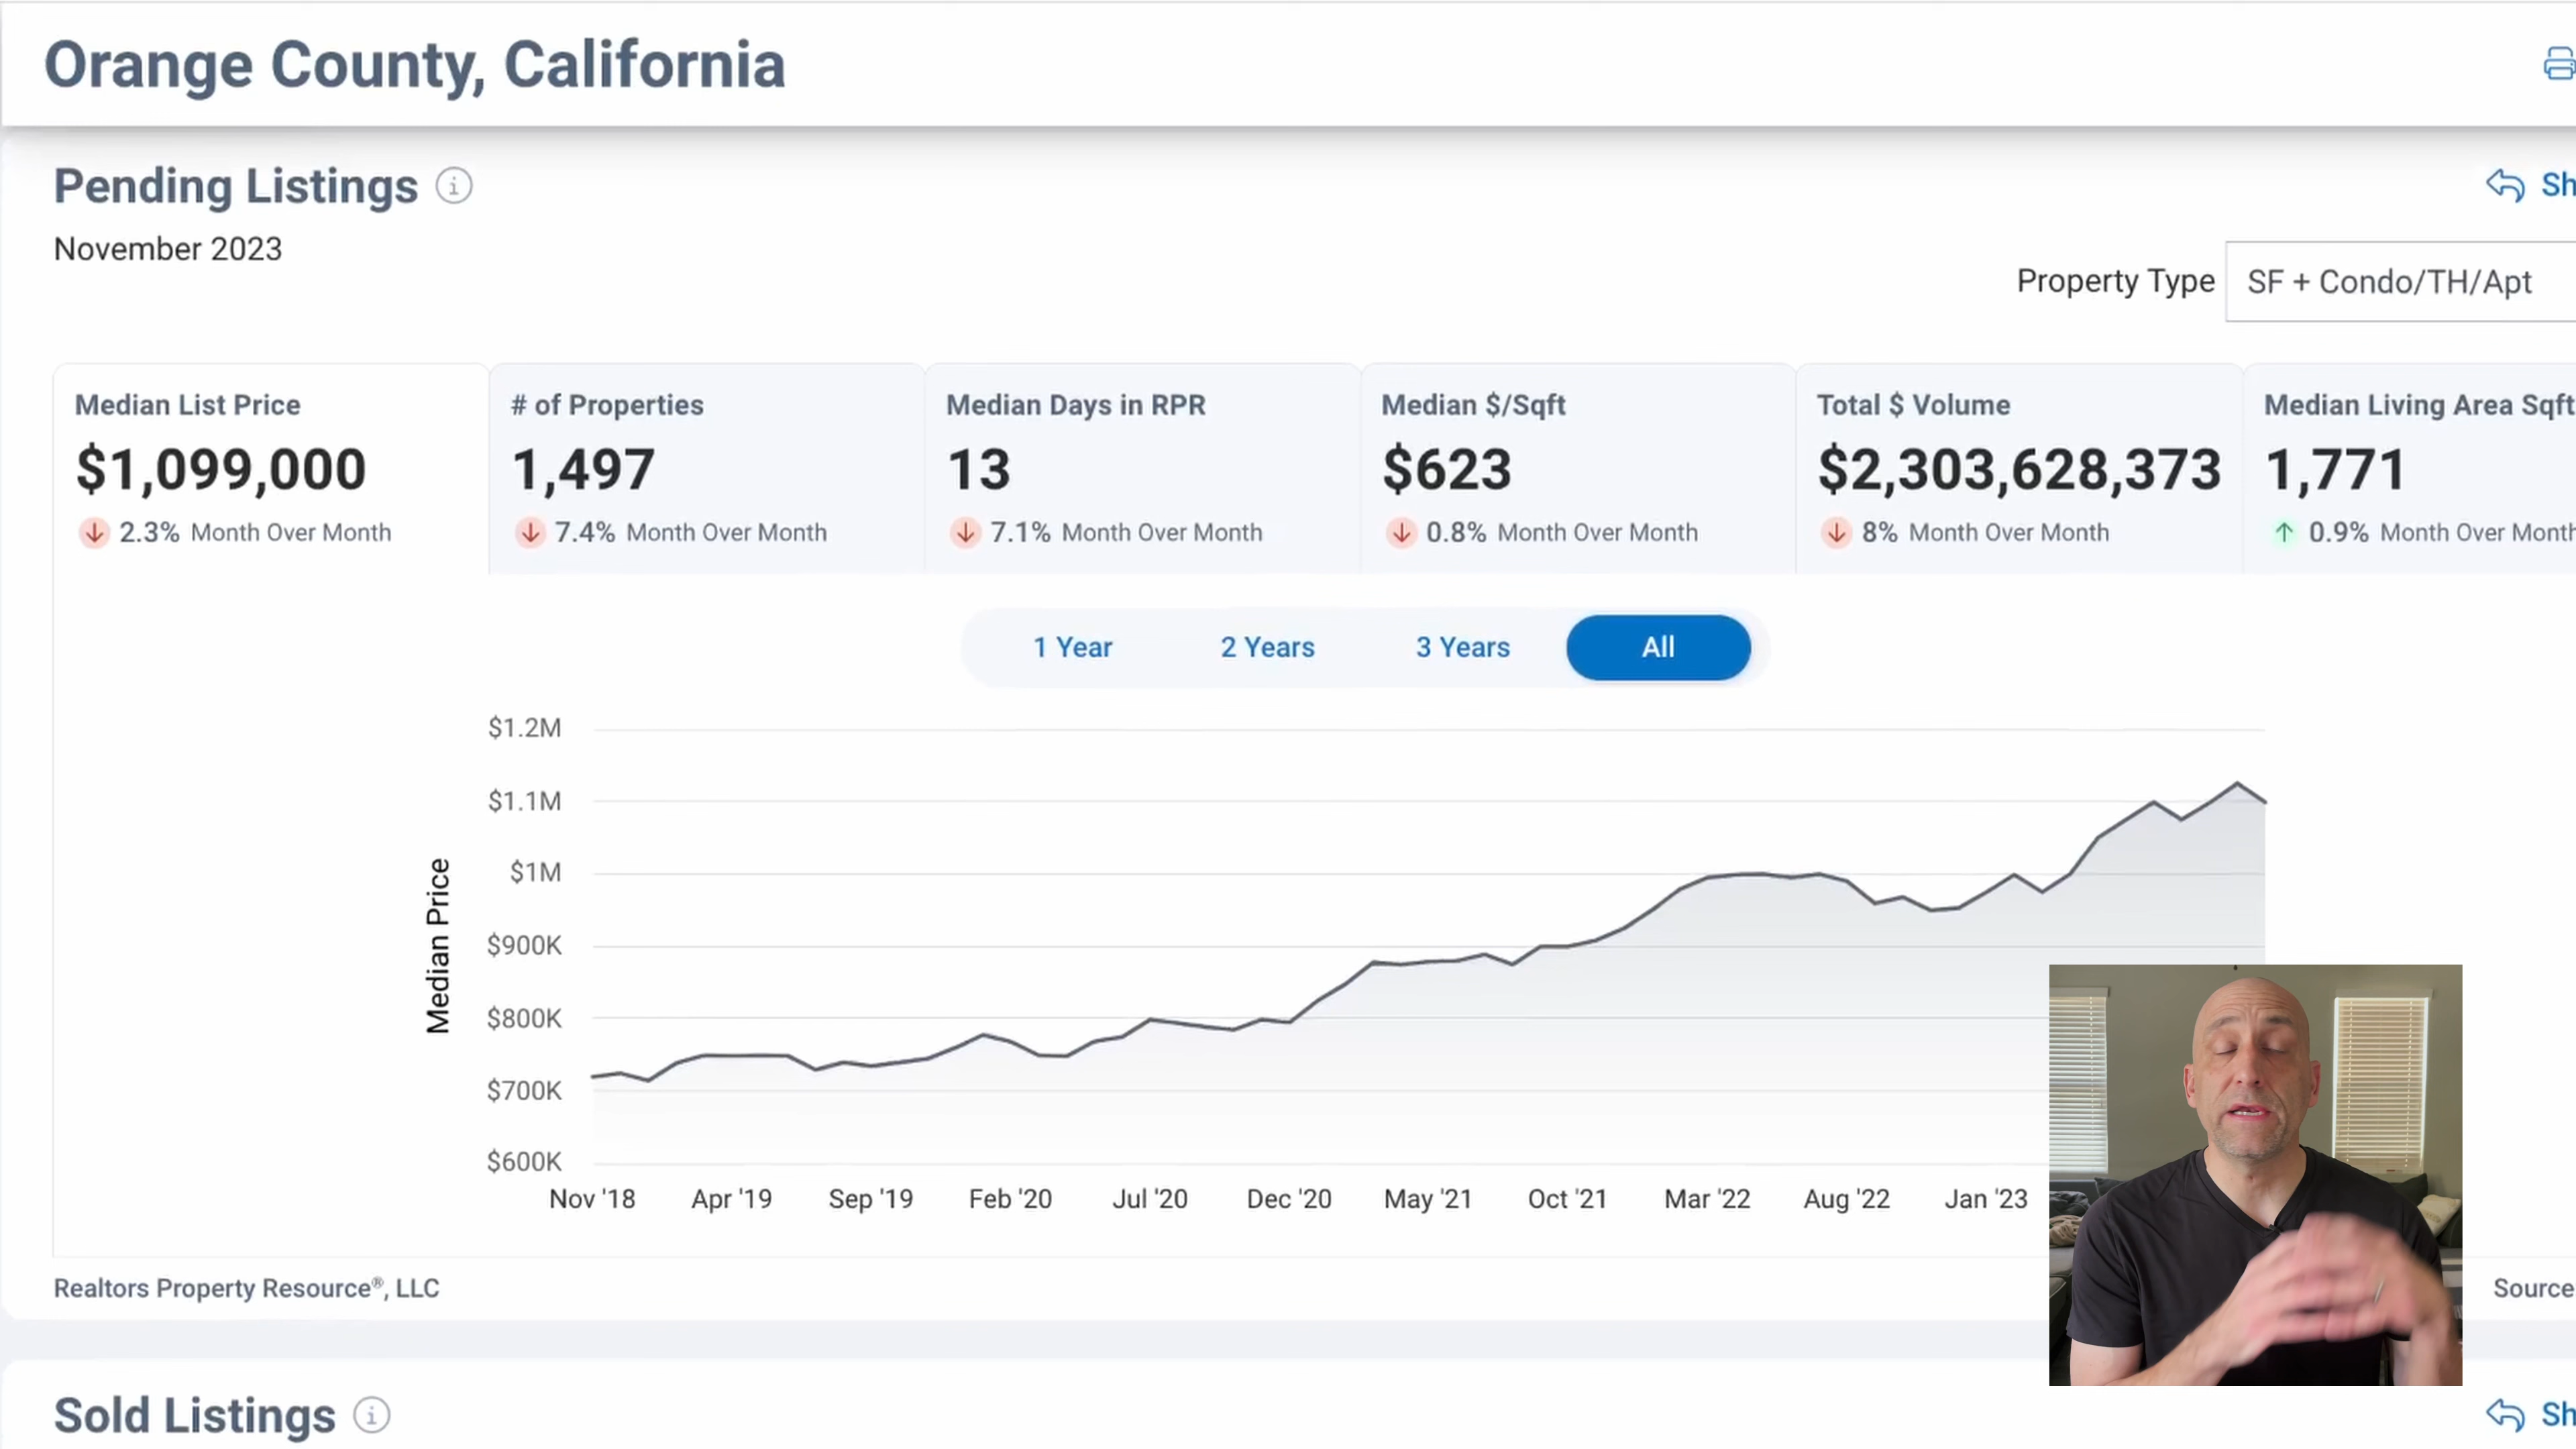 Orange County, California
Pending Listings
Sh
November 2023
Property Type SF + Condo/TH/Apt
Median List Price
$1,099,000
2.3% Month Over Month
# of Properties
1,497
7.4% Month Over Month
Median Days in RPR
13
7.1% Month Over Month
Median $/Sqft
$623
0.8% Month Over Month
Total $ Volume
$2,303,628,373
8% Month Over Month
Median Living Area Sqft
1,771
0.9% Month Over Month
1 Year 2 Years 3 Years All
Median Price
$1.2M
$1.1M
$1M
$900K
$800K
$700K
$600K
Nov '18 Apr '19 Sep '19 Feb '20 Jul '20 Dec '20 May '21 Oct '21 Mar '22 Aug '22 Jan '23
Realtors Property Resource®, LLC
Source
Sold Listings
Sh